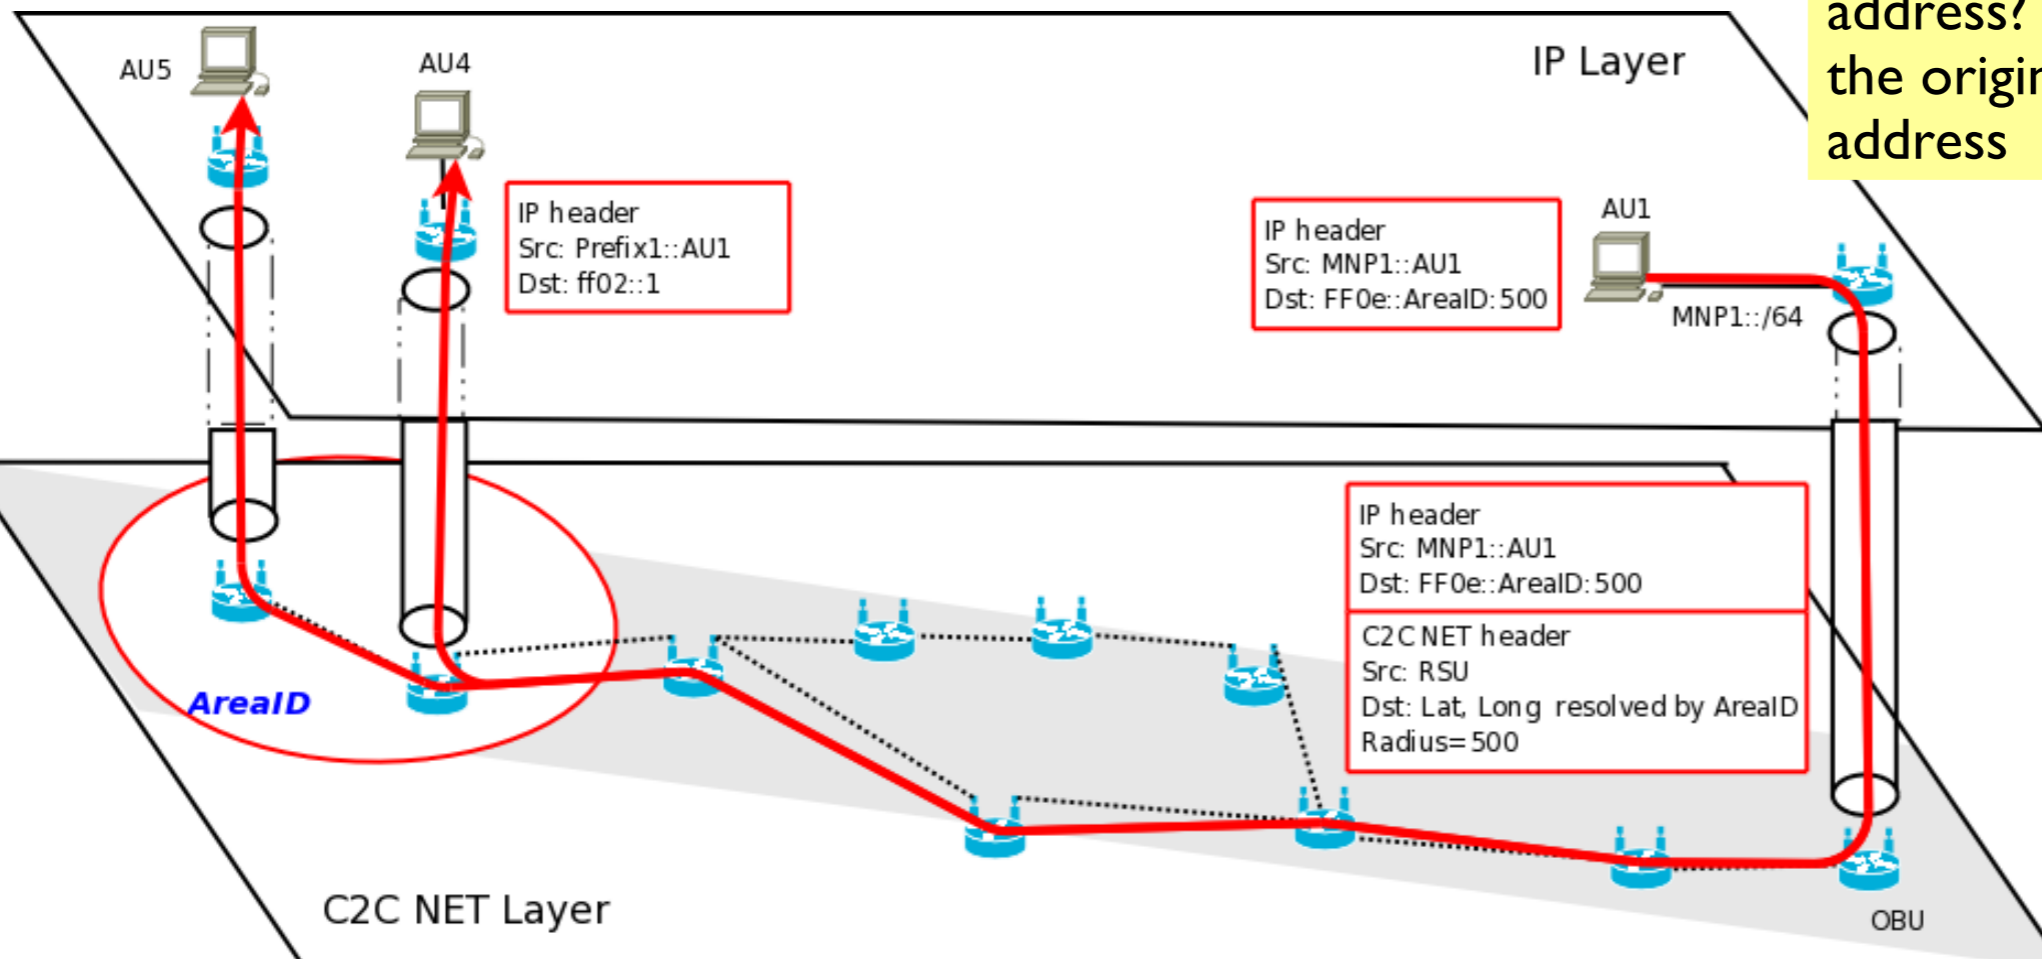 address?
the origin
address
IP Layer
AU5
AU4
IP header
Src: Prefix1::AU1
Dst: ff02::1
IP header
Src: MNP1::AU1
Dst: FF0e::AreaID:500
AU1
MNP1::/64
IP header
Src: MNP1::AU1
Dst: FF0e::AreaID:500
C2C NET header
Src: RSU
Dst: Lat, Long resolved by AreaID
Radius=500
AreaID
C2C NET Layer
OBU